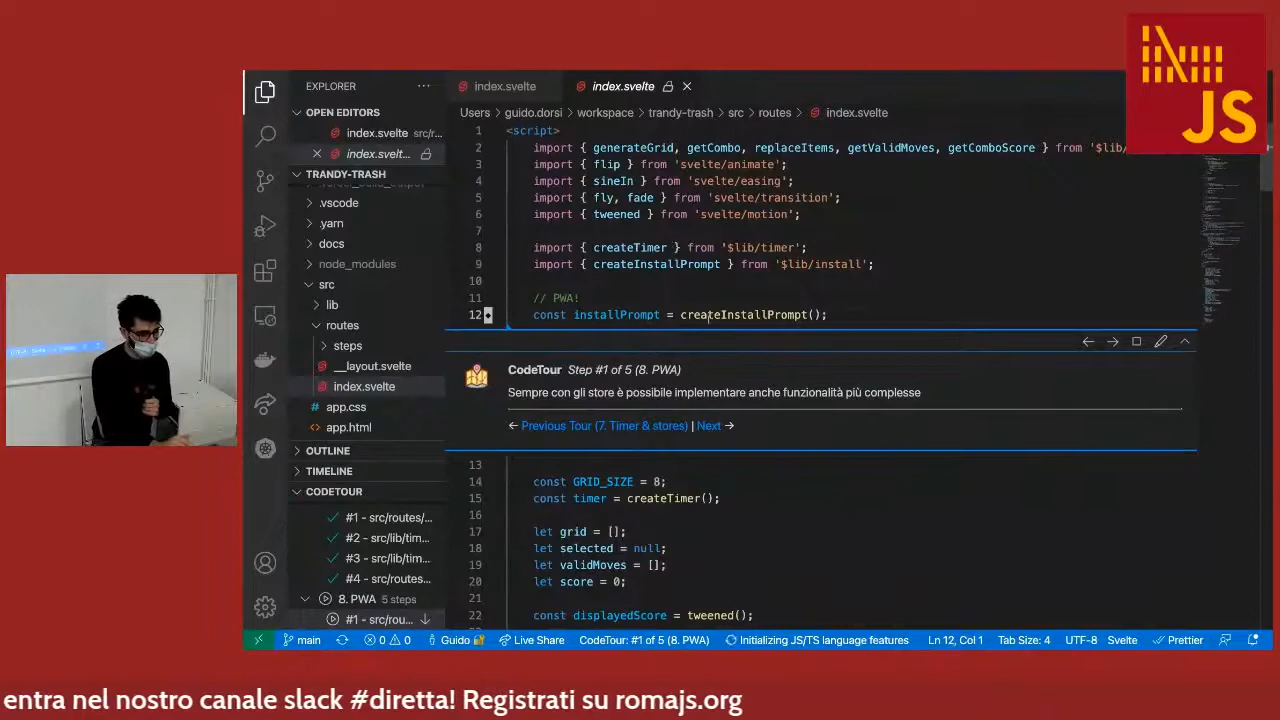 JS
EXPLORER
OPEN EDITORS
index.svelte src/r...
index.svelt...
TRANDY-TRASH
.vscode
.yarn
docs
node_modules
src
lib
routes
steps
__layout.svelte
index.svelte
app.css
app.html
OUTLINE
TIMELINE
CODETOUR
#1 - src/routes/...
#2 - src/lib/tim...
#3 - src/lib/tim...
#4 - src/routes...
8. PWA 5 steps
#1 - src/rou...
index.svelte
index.svelte
Users > guido.dorsi > workspace > trandy-trash > src > routes > index.svelte
1 <script>
2 import { generateGrid, getCombo, replaceItems, getValidMoves, getComboScore } from '$lib/
3 import { flip } from 'svelte/animate';
4 import { sineIn } from 'svelte/easing';
5 import { fly, fade } from 'svelte/transition';
6 import { tweened } from 'svelte/motion';
7
8 import { createTimer } from '$lib/timer';
9 import { createInstallPrompt } from '$lib/install';
10
11 // PWA!
12 const installPrompt = createInstallPrompt();
CodeTour Step #1 of 5 (8. PWA)
Sempre con gli store è possibile implementare anche funzionalità più complesse
← Previous Tour (7. Timer & stores) | Next →
13
14 const GRID_SIZE = 8;
15 const timer = createTimer();
16
17 let grid = [];
18 let selected = null;
19 let validMoves = [];
20 let score = 0;
22 const displayedScore = tweened();
main 0 0 Guido Live Share CodeTour: #1 of 5 (8. PWA) Initializing JS/TS language features Ln 12, Col 1 Tab Size: 4 UTF-8 Svelte Prettier
entra nel nostro canale slack #diretta! Registrati su romajs.org